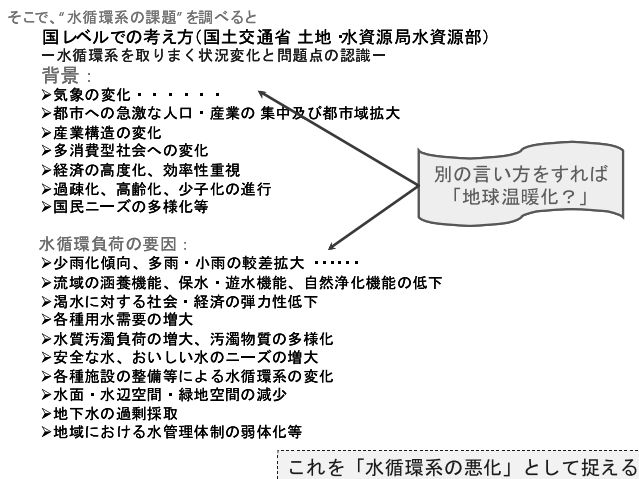 そこで、“水循環系の課題”を調べると
国レベルでの考え方（国土交通省 土地・水資源局水資源部）
ー水循環系を取りまく状況変化と問題点の認識ー
背景：
➢気象の変化・・・・・・
➢都市への急激な人口・産業の 集中及び都市域拡大
➢産業構造の変化
➢多消費型社会への変化
➢経済の高度化、効率性重視
➢過疎化、高齢化、少子化の進行
➢国民ニーズの多様化等
別の言い方をすれば
「地球温暖化？」
水循環負荷の要因：
➢少雨化傾向、多雨・小雨の較差拡大 ……
➢流域の涵養機能、保水・遊水機能、自然浄化機能の低下
➢渇水に対する社会・経済の弾力性低下
➢各種用水需要の増大
➢水質汚濁負荷の増大、汚濁物質の多様化
➢安全な水、おいしい水のニーズの増大
➢各種施設の整備等による水循環系の変化
➢水面・水辺空間・緑地空間の減少
➢地下水の過剰採取
➢地域における水管理体制の弱体化等
これを「水循環系の悪化」として捉える